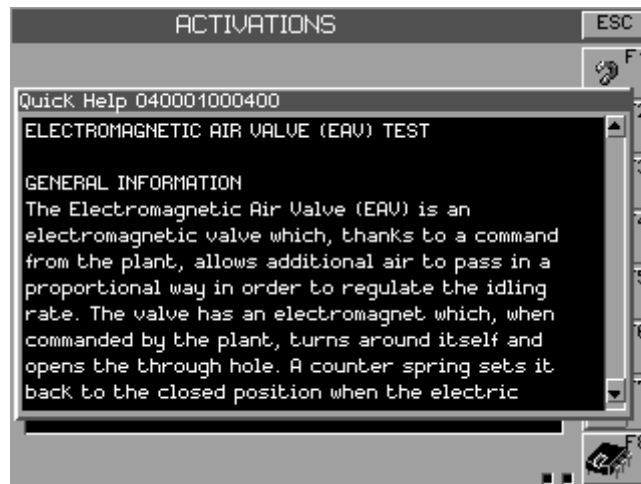 ACTIVATIONS
ESC
F1
Quick Help 040001000400
ELECTROMAGNETIC AIR VALVE (EAV) TEST
GENERAL INFORMATION
The Electromagnetic Air Valve (EAV) is an
electromagnetic valve which, thanks to a command
from the plant, allows additional air to pass in a
proportional way in order to regulate the idling
rate. The valve has an electromagnet which, when
commanded by the plant, turns around itself and
opens the through hole. A counter spring sets it
back to the closed position when the electric
F8